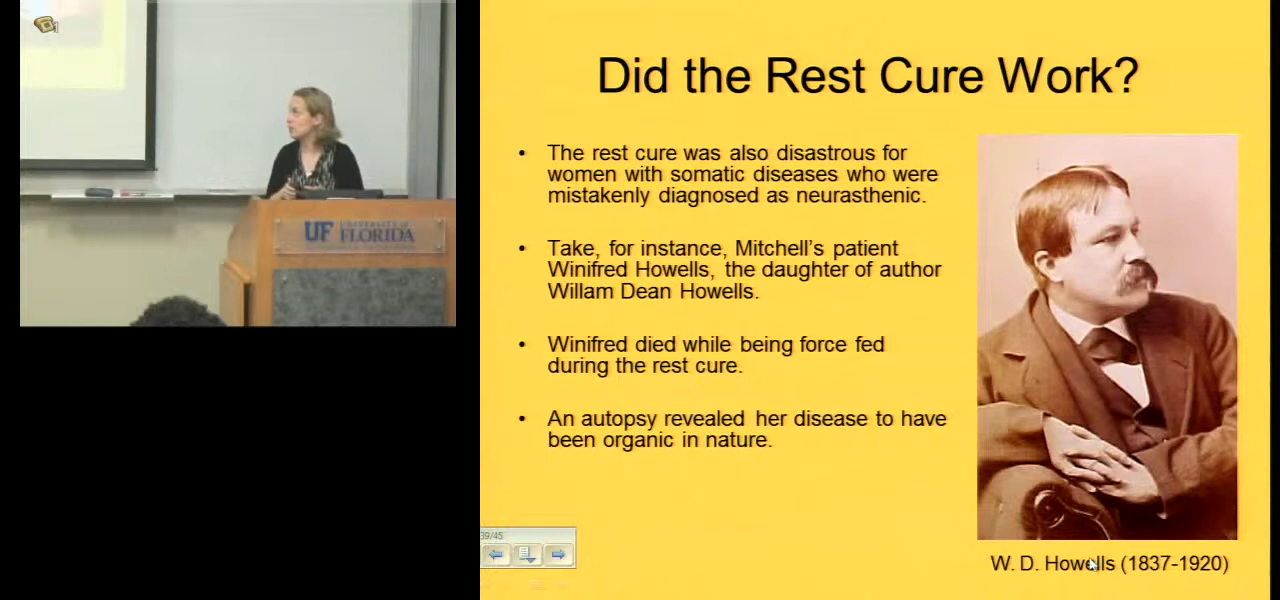 UF UNIVERSITY of
FLORIDA
Did the Rest Cure Work?
• The rest cure was also disastrous for
women with somatic diseases who were
mistakenly diagnosed as neurasthenic.
• Take, for instance, Mitchell's patient
Winifred Howells, the daughter of author
Willam Dean Howells.
• Winifred died while being force fed
during the rest cure.
• An autopsy revealed her disease to have
been organic in nature.
39/45
W. D. Howells (1837-1920)